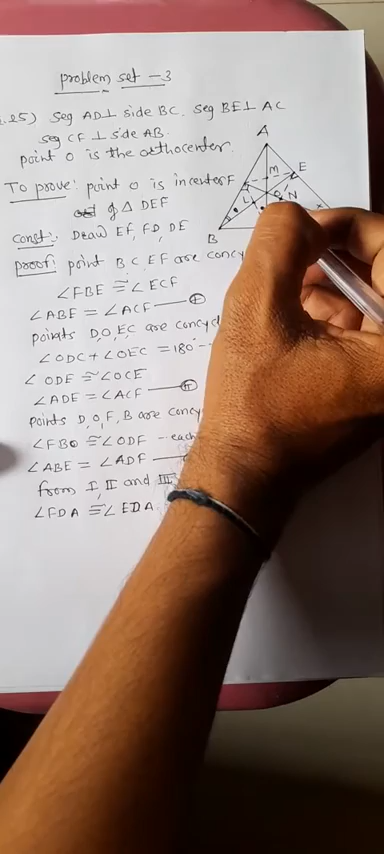 problem set -3
.25) seg AD⊥ side BC. seg BE⊥ AC
seg CF ⊥ side AB.
point O is the orthocenter.
To prove: point O is incenter
of △ DEF
Const: Draw EF, FD, DE
proof: point B, C, E, F are concy
∠FBE ≅ ∠ECF
∠ABE = ∠ACF — I
points D, O, E, C are concycl
∠ODC + ∠OEC = 180° --
∠ODE ≅ ∠OCE
∠ADE = ∠ACF — II
points D, O, F, B are concy
∠FBO ≅ ∠ODF -- each
∠ABE = ∠ADF —
from I, II and III
∠FDA ≅ ∠EDA
A
F
M
E
L
O
N
B